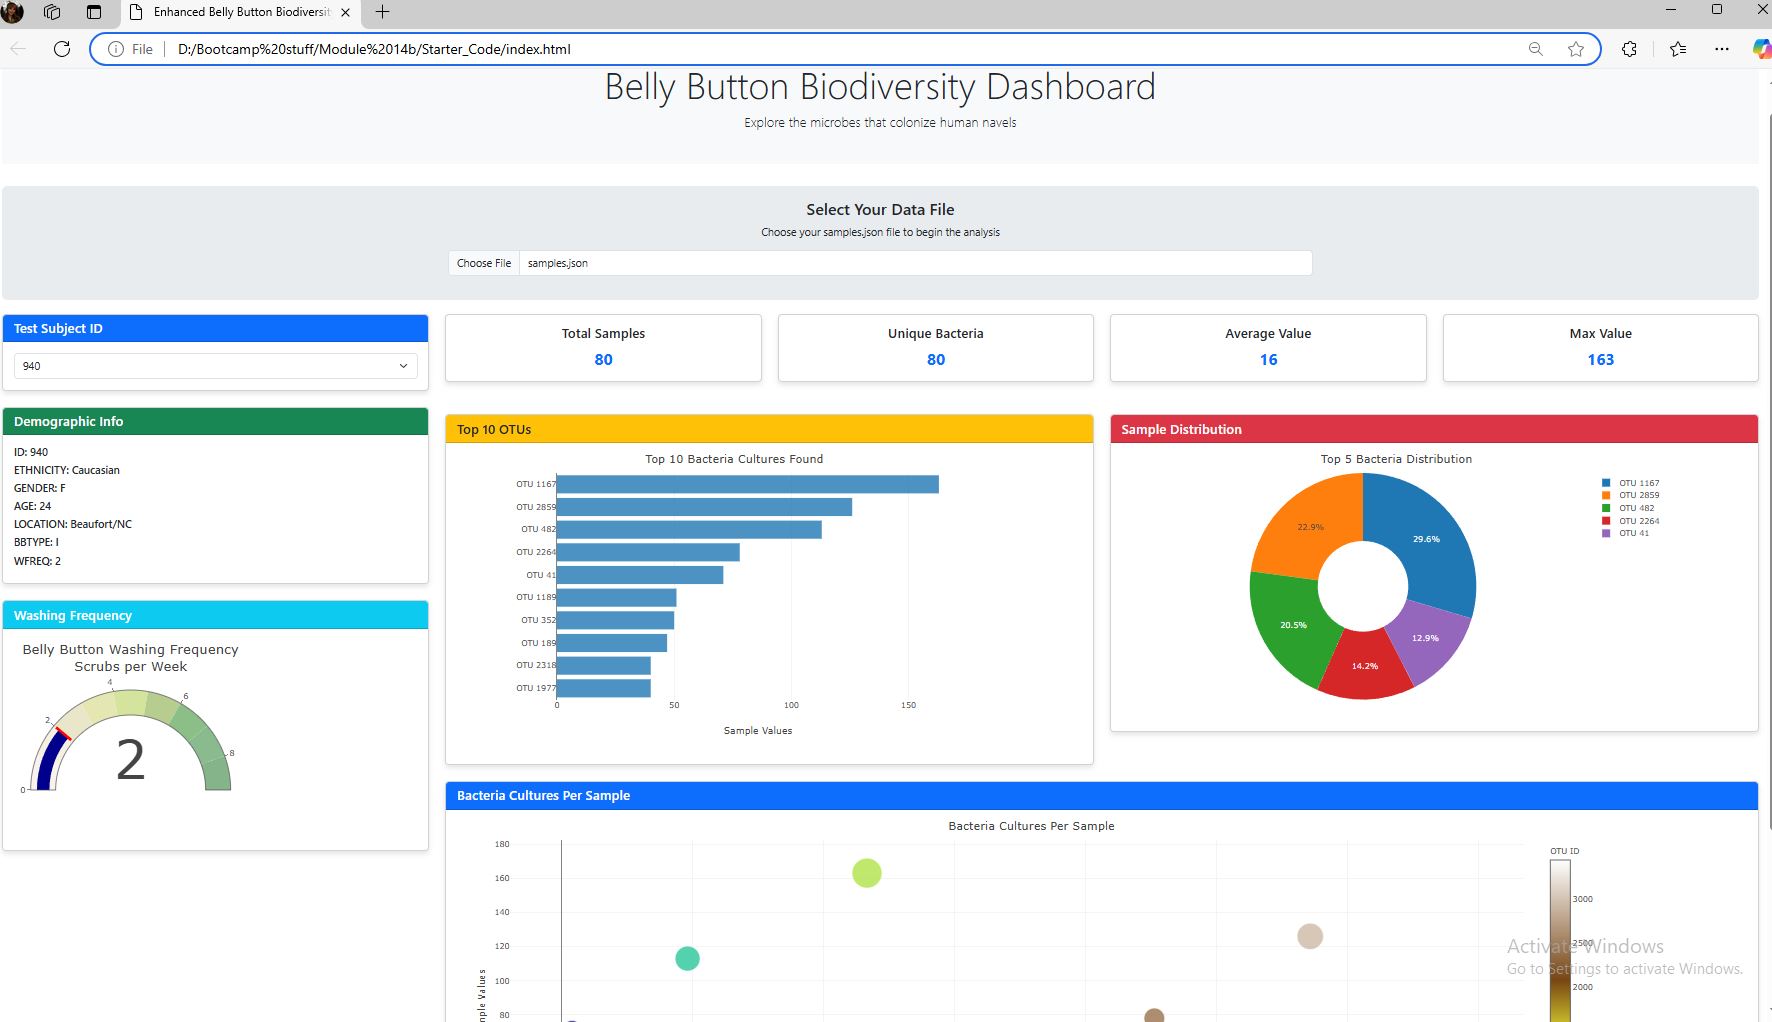 Enhanced Belly Button Biodiversit
File
D:/Bootcamp%20stuff/Module%2014b/Starter_Code/index.html
Belly Button Biodiversity Dashboard
Explore the microbes that colonize human navels
Select Your Data File
Choose your samples.json file to begin the analysis
Choose File
samples.json
Test Subject ID
940
Total Samples
80
Unique Bacteria
80
Average Value
16
Max Value
163
Demographic Info
ID: 940
ETHNICITY: Caucasian
GENDER: F
AGE: 24
LOCATION: Beaufort/NC
BBTYPE: I
WFREQ: 2
Washing Frequency
Belly Button Washing Frequency
Scrubs per Week
0
2
4
6
8
2
Top 10 OTUs
Top 10 Bacteria Cultures Found
OTU 1167
OTU 2859
OTU 482
OTU 2264
OTU 41
OTU 1189
OTU 352
OTU 189
OTU 2318
OTU 1977
0
50
100
150
Sample Values
Sample Distribution
Top 5 Bacteria Distribution
29.6%
22.9%
20.5%
14.2%
12.9%
OTU 1167
OTU 2859
OTU 482
OTU 2264
OTU 41
Bacteria Cultures Per Sample
Bacteria Cultures Per Sample
180
160
140
120
100
80
Values
OTU ID
3000
2500
2000
Activate Windows
Go to Settings to activate Windows.